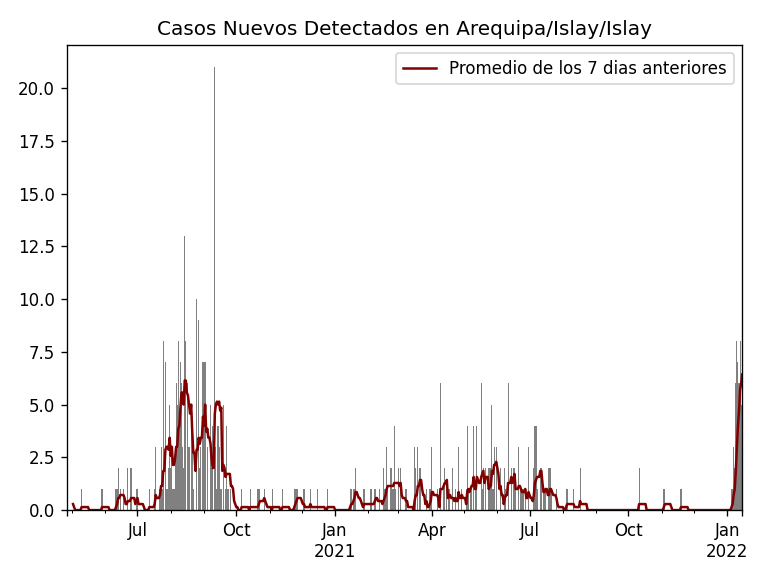 Casos Nuevos Detectados en Arequipa/Islay/Islay
Promedio de los 7 dias anteriores
20.0
17.5
15.0
12.5
10.0
7.5
5.0
2.5
0.0
Jul
Oct
Jan
2021
Apr
Jul
Oct
Jan
2022